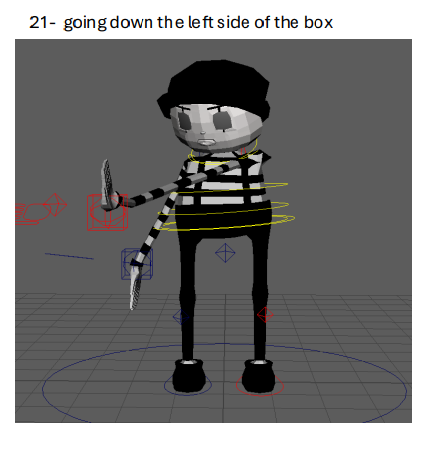 21- going down the left side of the box